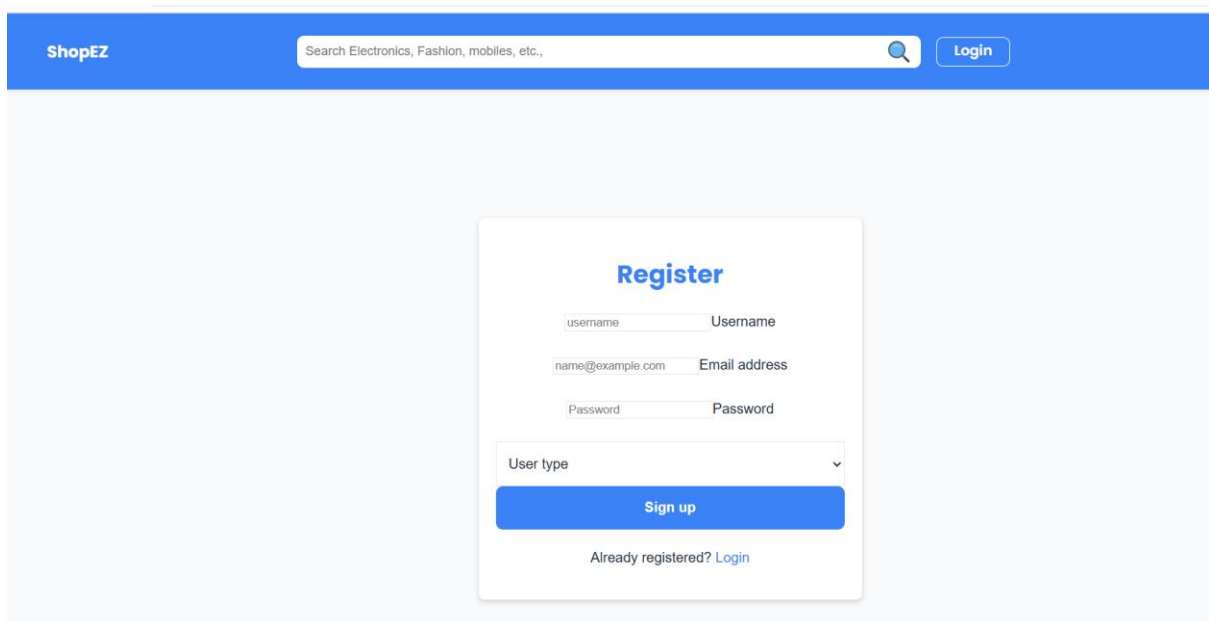 ShopEZ
Search Electronics, Fashion, mobiles, etc.,
Login
Register
username Username
name@example.com Email address
Password Password
User type
Sign up
Already registered? Login